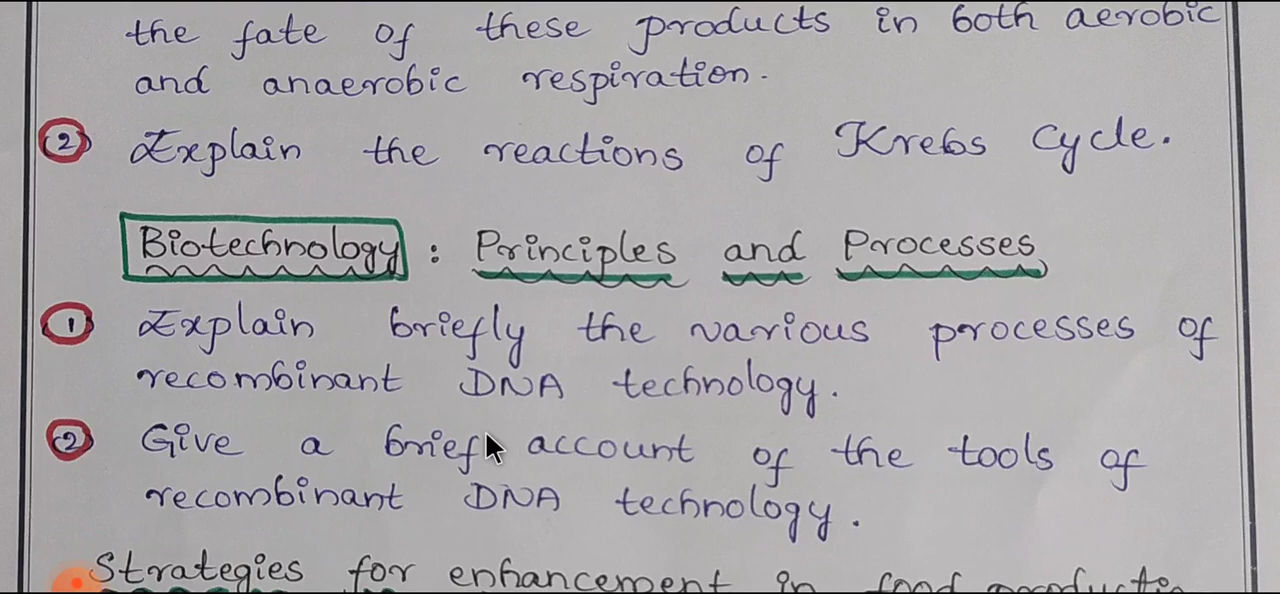 the fate of these products in both aerobic
and anaerobic respiration.
2 Explain the reactions of Krebs Cycle.
Biotechnology : Principles and Processes
1 Explain briefly the various processes of
recombinant DNA technology.
2 Give a brief account of the tools of
recombinant DNA technology.
Strategies for enhancement in food